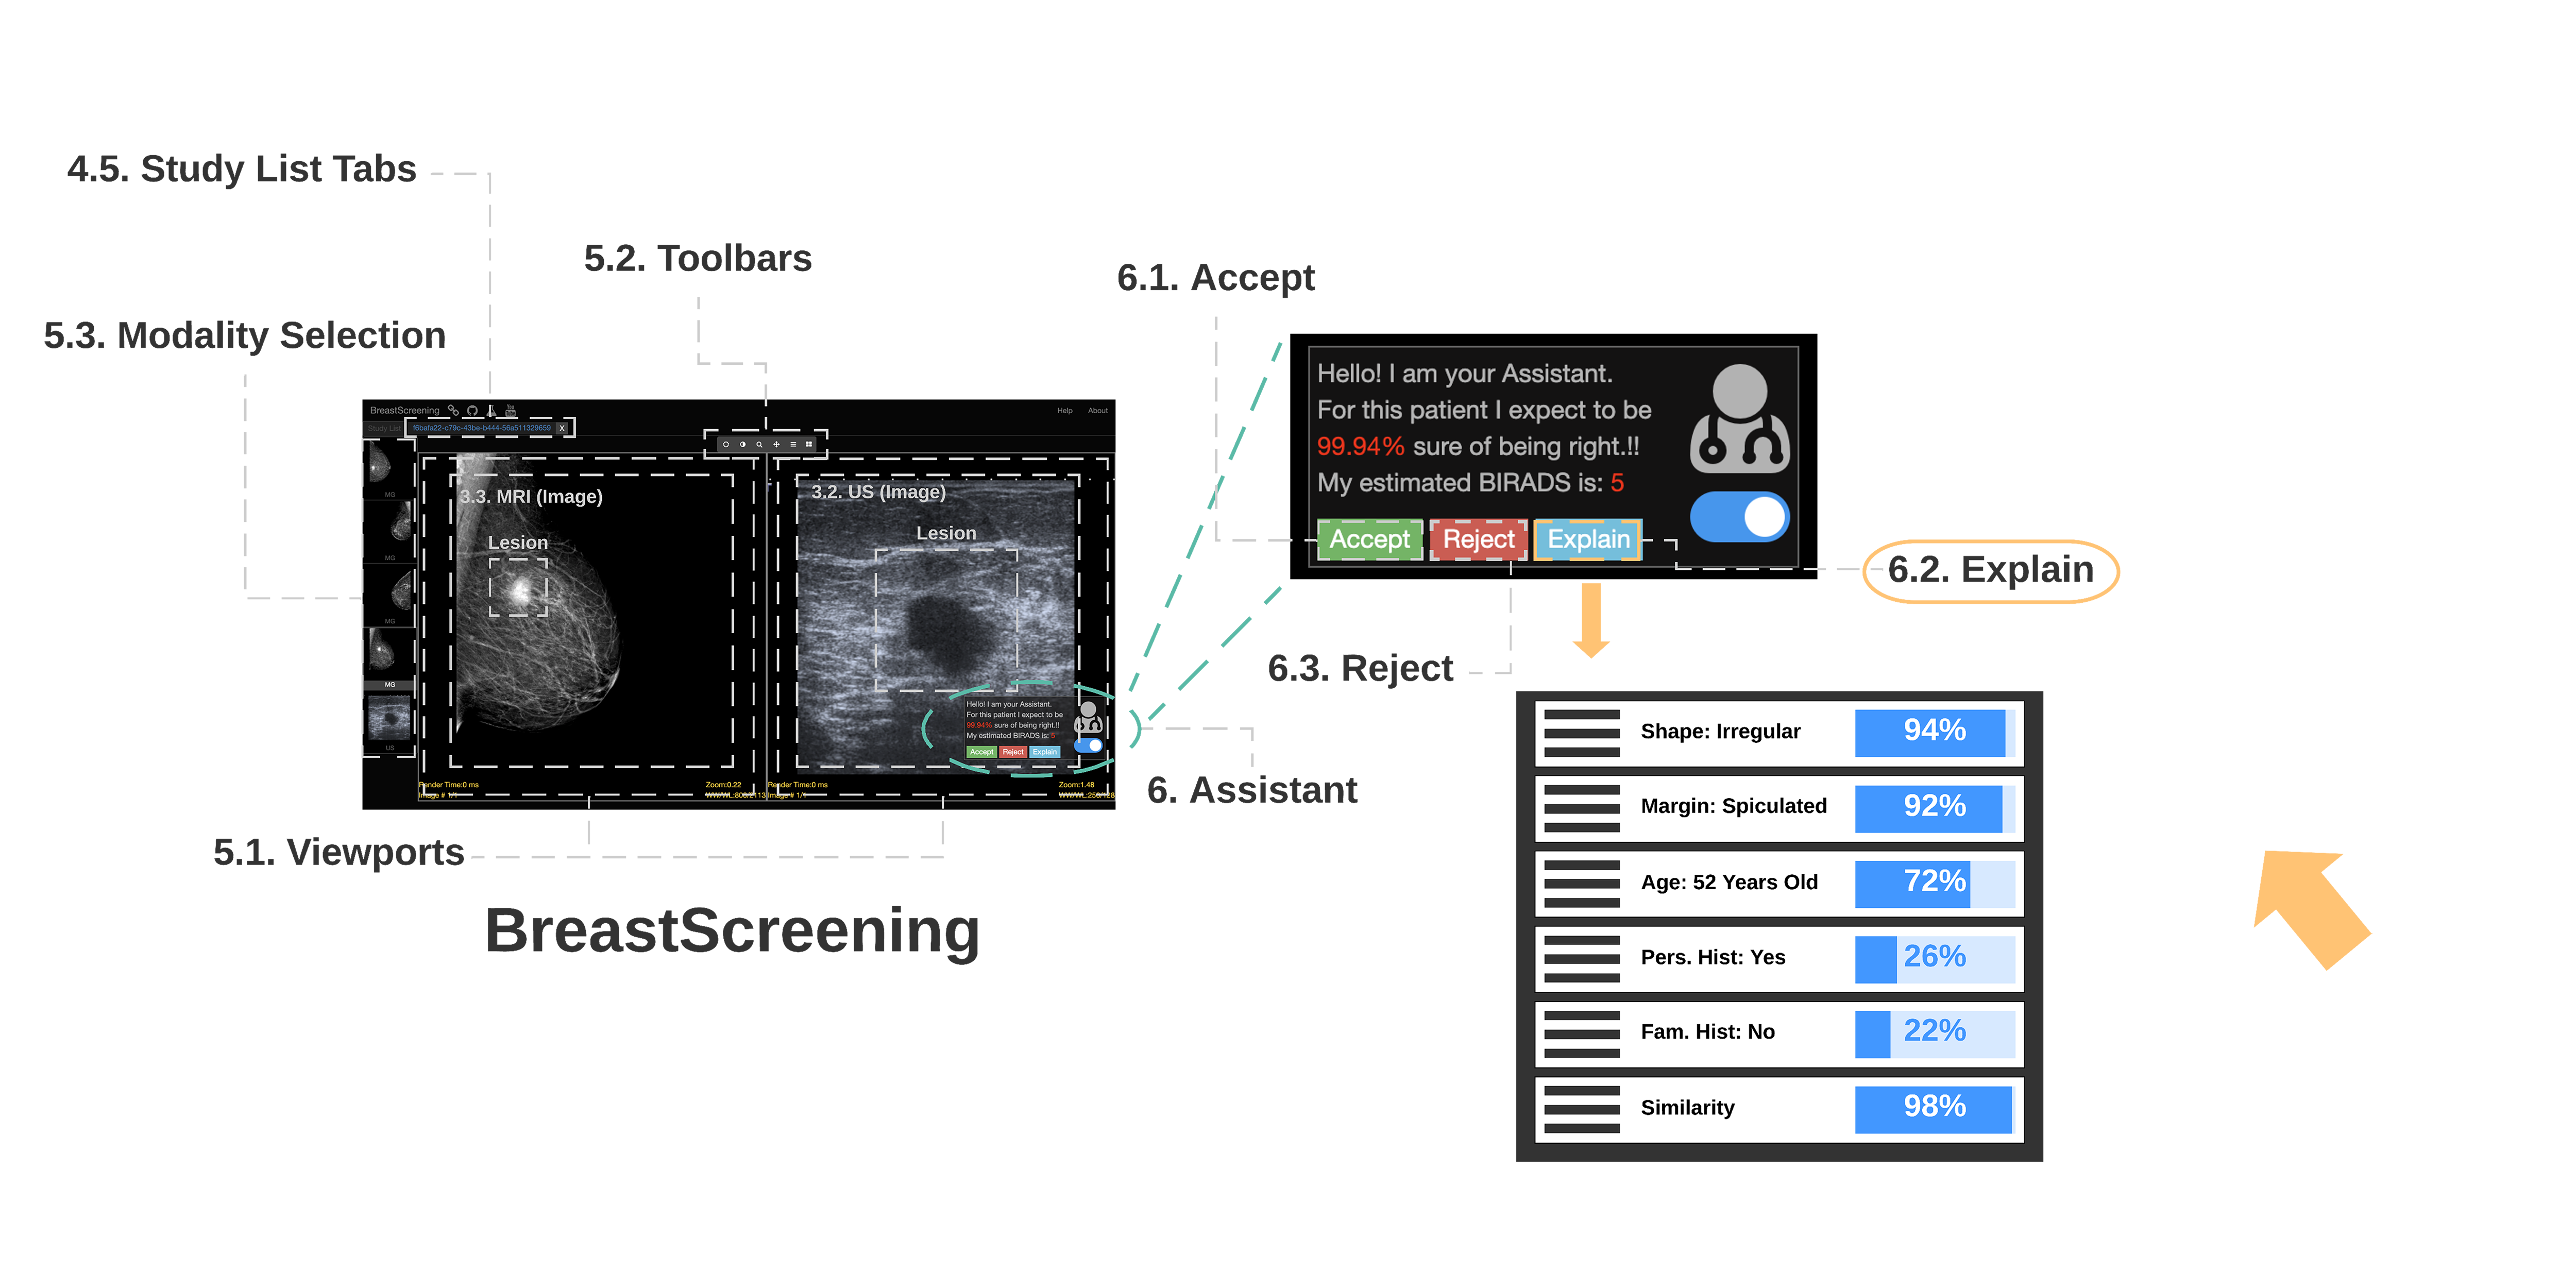 4.5. Study List Tabs
5.2. Toolbars
5.3. Modality Selection
6.1. Accept
BreastScreening
Help About
Study List f6bafa22-c79c-43be-b444-56a511329659 X
MG
MG
MG
MG
US
3.3. MRI (Image)
Lesion
3.2. US (Image)
Lesion
Hello! I am your Assistant.
For this patient I expect to be
99.94% sure of being right.!!
My estimated BIRADS is: 5
Accept Reject Explain
Render Time:0 ms
Image # 1/1
Zoom:0.22
Render Time:0 ms
Image # 1/1
Zoom:1.48
5.1. Viewports
BreastScreening
6. Assistant
Hello! I am your Assistant.
For this patient I expect to be
99.94% sure of being right.!!
My estimated BIRADS is: 5
Accept Reject Explain
6.2. Explain
6.3. Reject
Shape: Irregular 94%
Margin: Spiculated 92%
Age: 52 Years Old 72%
Pers. Hist: Yes 26%
Fam. Hist: No 22%
Similarity 98%